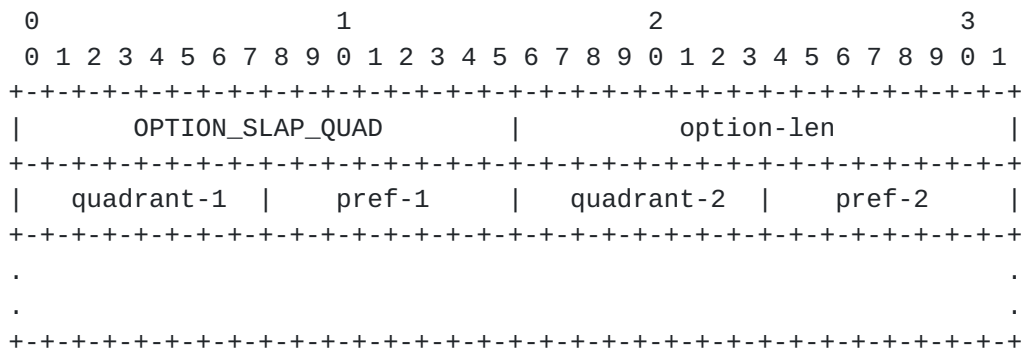 0                   1                   2                   3
 0 1 2 3 4 5 6 7 8 9 0 1 2 3 4 5 6 7 8 9 0 1 2 3 4 5 6 7 8 9 0 1
+-+-+-+-+-+-+-+-+-+-+-+-+-+-+-+-+-+-+-+-+-+-+-+-+-+-+-+-+-+-+-+-+
|       OPTION_SLAP_QUAD        |          option-len           |
+-+-+-+-+-+-+-+-+-+-+-+-+-+-+-+-+-+-+-+-+-+-+-+-+-+-+-+-+-+-+-+-+
|   quadrant-1  |    pref-1     |   quadrant-2  |    pref-2     |
+-+-+-+-+-+-+-+-+-+-+-+-+-+-+-+-+-+-+-+-+-+-+-+-+-+-+-+-+-+-+-+-+
.                                                               .
.                                                               .
+-+-+-+-+-+-+-+-+-+-+-+-+-+-+-+-+-+-+-+-+-+-+-+-+-+-+-+-+-+-+-+-+